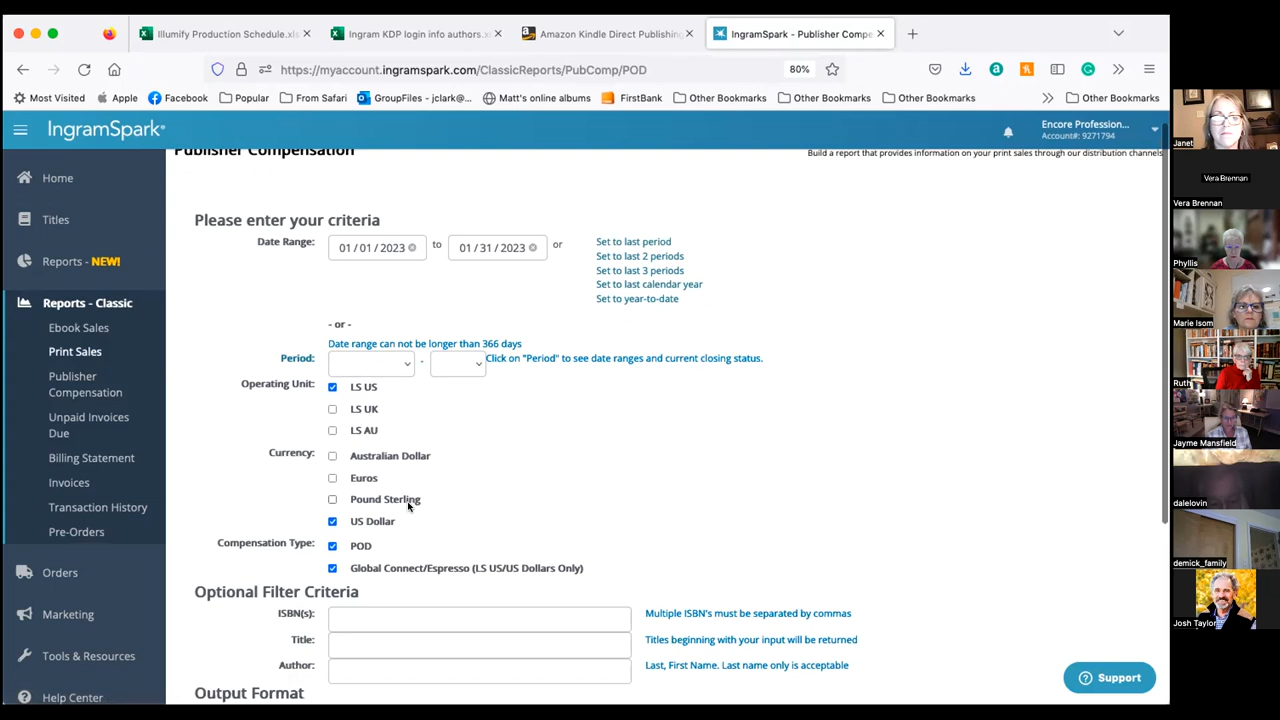 Illumify Production Schedule.xls
Ingram KDP login info authors.x
Amazon Kindle Direct Publishing
IngramSpark - Publisher Compe
https://myaccount.ingramspark.com/ClassicReports/PubComp/POD
80%
Most Visited
Apple
Facebook
Popular
From Safari
GroupFiles - jclark@...
Matt's online albums
FirstBank
Other Bookmarks
Other Bookmarks
Other Bookmarks
Other Bookmarks
IngramSpark
Encore Profession...
Account#: 9271794
Publisher Compensation
Build a report that provides information on your print sales through our distribution channels
Home
Titles
Reports - NEW!
Reports - Classic
Ebook Sales
Print Sales
Publisher
Compensation
Unpaid Invoices
Due
Billing Statement
Invoices
Transaction History
Pre-Orders
Orders
Marketing
Tools & Resources
Help Center
Please enter your criteria
Date Range:
01 / 01 / 2023
to
01 / 31 / 2023
or
Set to last period
Set to last 2 periods
Set to last 3 periods
Set to last calendar year
Set to year-to-date
- or -
Date range can not be longer than 366 days
Period:
-
Click on "Period" to see date ranges and current closing status.
Operating Unit:
LS US
LS UK
LS AU
Currency:
Australian Dollar
Euros
Pound Sterling
US Dollar
Compensation Type:
POD
Global Connect/Espresso (LS US/US Dollars Only)
Optional Filter Criteria
ISBN(s):
Multiple ISBN's must be separated by commas
Title:
Titles beginning with your input will be returned
Author:
Last, First Name. Last name only is acceptable
Output Format
Support
Janet
Vera Brennan
Vera Brennan
Phyllis
Marie Isom
Ruth
Jayme Mansfield
dalelovin
demick_family
Josh Taylor